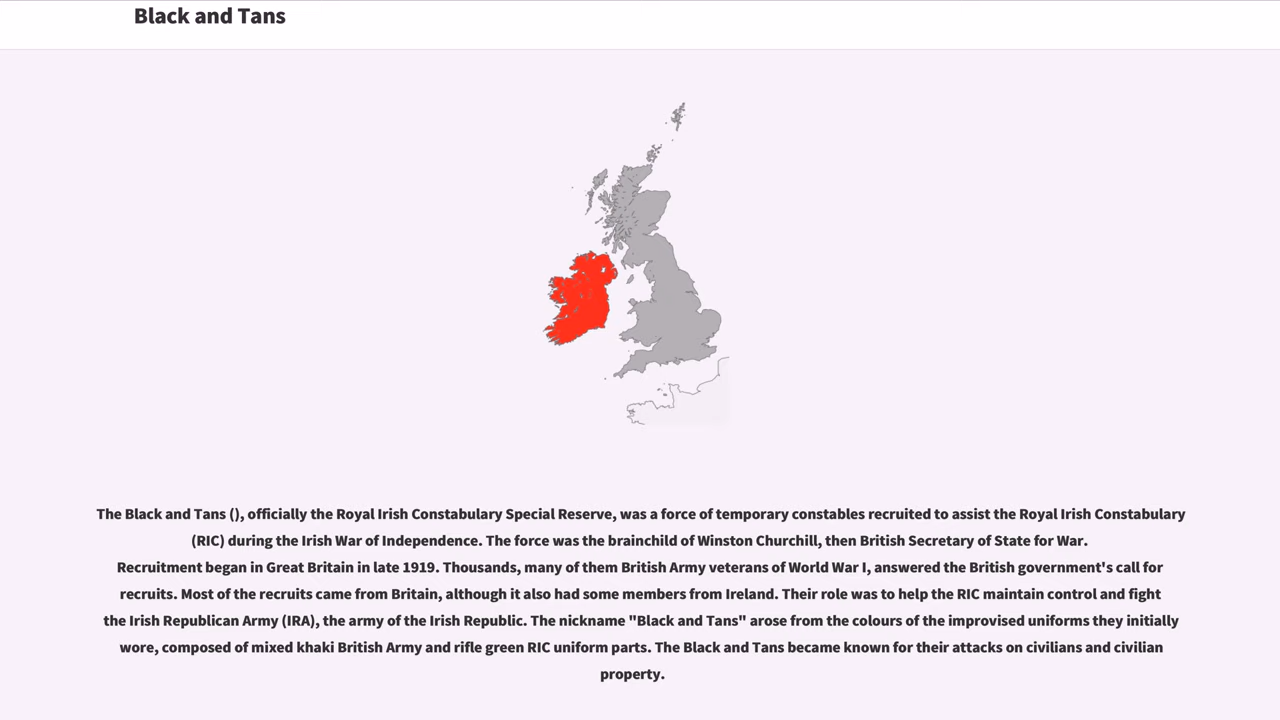 Black and Tans
The Black and Tans (), officially the Royal Irish Constabulary Special Reserve, was a force of temporary constables recruited to assist the Royal Irish Constabulary
(RIC) during the Irish War of Independence. The force was the brainchild of Winston Churchill, then British Secretary of State for War.
Recruitment began in Great Britain in late 1919. Thousands, many of them British Army veterans of World War I, answered the British government's call for
recruits. Most of the recruits came from Britain, although it also had some members from Ireland. Their role was to help the RIC maintain control and fight
the Irish Republican Army (IRA), the army of the Irish Republic. The nickname "Black and Tans" arose from the colours of the improvised uniforms they initially
wore, composed of mixed khaki British Army and rifle green RIC uniform parts. The Black and Tans became known for their attacks on civilians and civilian
property.